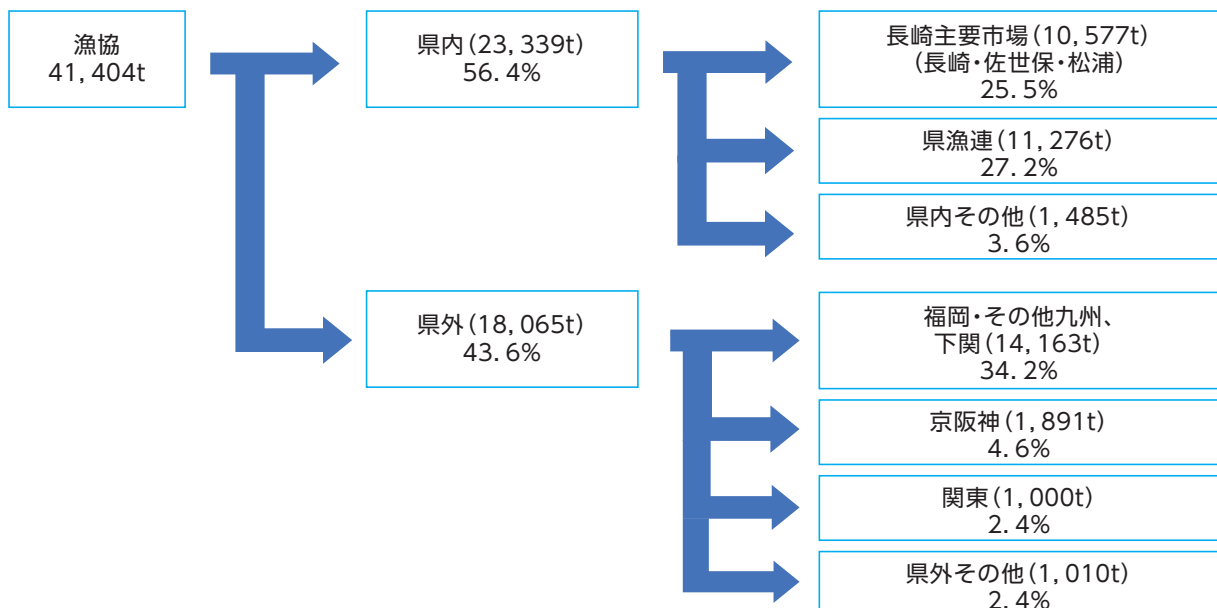 漁協
41,404t
県内(23,339t)
56.4%
長崎主要市場(10,577t)
(長崎・佐世保・松浦)
25.5%
県漁連(11,276t)
27.2%
県内その他(1,485t)
3.6%
県外(18,065t)
43.6%
福岡・その他九州、
下関(14,163t)
34.2%
京阪神(1,891t)
4.6%
関東(1,000t)
2.4%
県外その他(1,010t)
2.4%